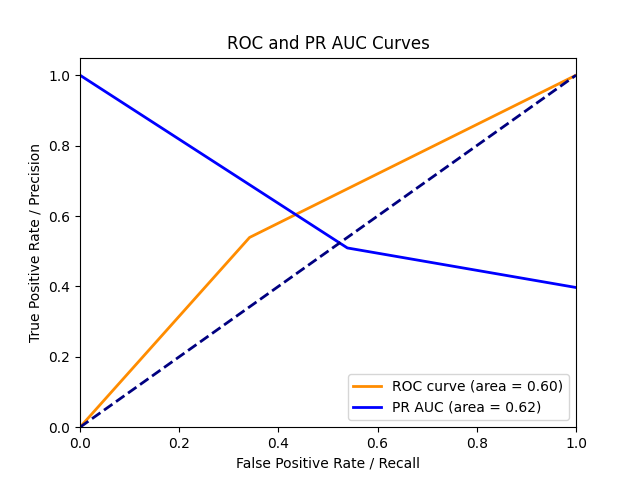 ROC and PR AUC Curves
True Positive Rate / Precision
1.0
0.8
0.6
0.4
0.2
0.0
0.0 0.2 0.4 0.6 0.8 1.0
ROC curve (area = 0.60)
PR AUC (area = 0.62)
False Positive Rate / Recall